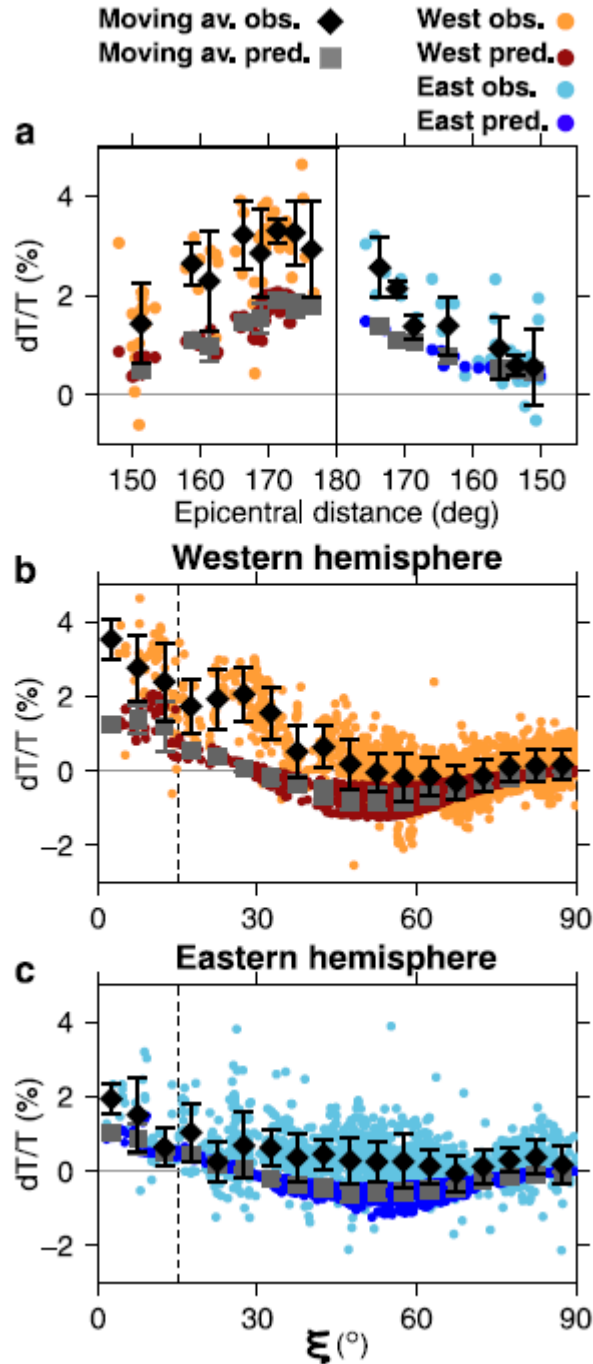 Moving av. obs. West obs.
Moving av. pred. West pred.
East obs.
East pred.
a
4
2
0
dT/T (%)
150 160 170 180 170 160 150
Epicentral distance (deg)
b Western hemisphere
4
2
0
−2
dT/T (%)
0 30 60 90
c Eastern hemisphere
4
2
0
−2
dT/T (%)
0 30 60 90
ξ (°)